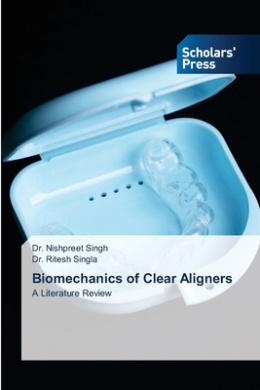 Scholars'
Press
Dr. Nishpreet Singh
Dr. Ritesh Singla
Biomechanics of Clear Aligners
A Literature Review